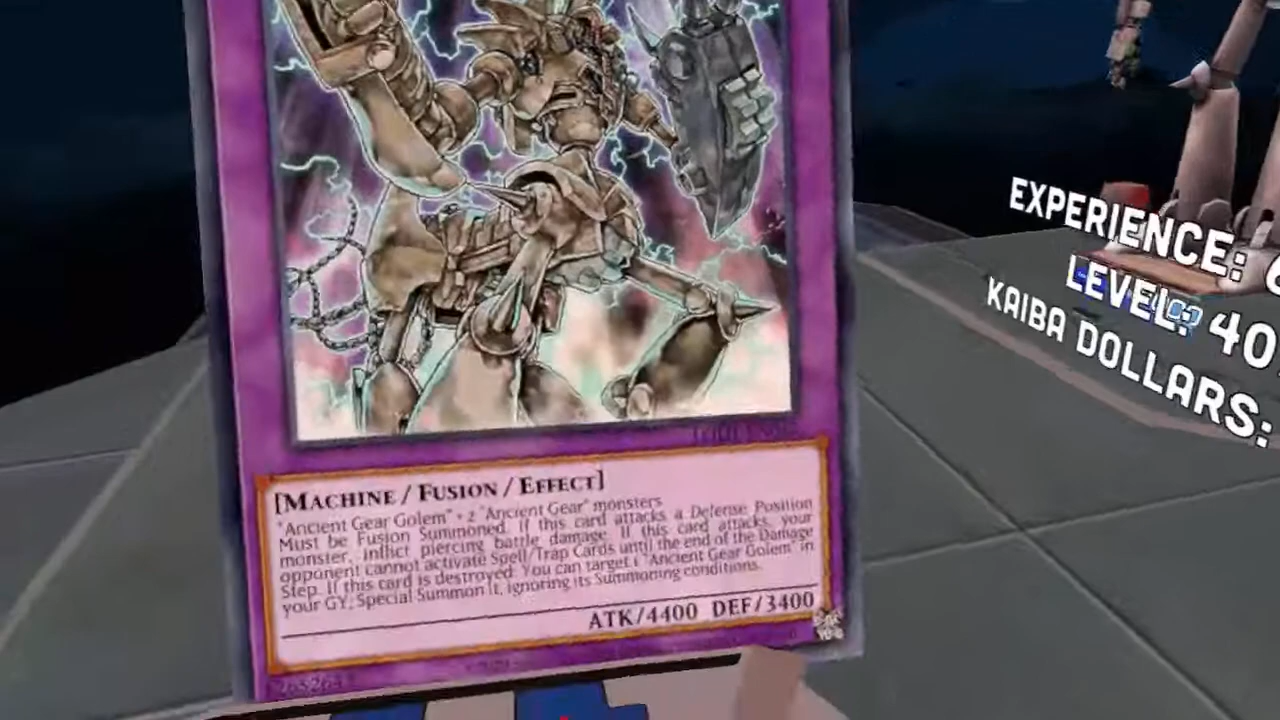 [MACHINE / FUSION / EFFECT]
"Ancient Gear Golem" + 2 "Ancient Gear" monsters
Must be Fusion Summoned. If this card attacks a Defense Position
monster, inflict piercing battle damage. If this card attacks, your
opponent cannot activate Spell/Trap Cards until the end of the Damage
Step. If this card is destroyed: You can target 1 "Ancient Gear Golem" in
your GY; Special Summon it, ignoring its Summoning conditions.
ATK/4400 DEF/3400
EXPERIENCE:
LEVEL: 40
KAIBA DOLLARS: